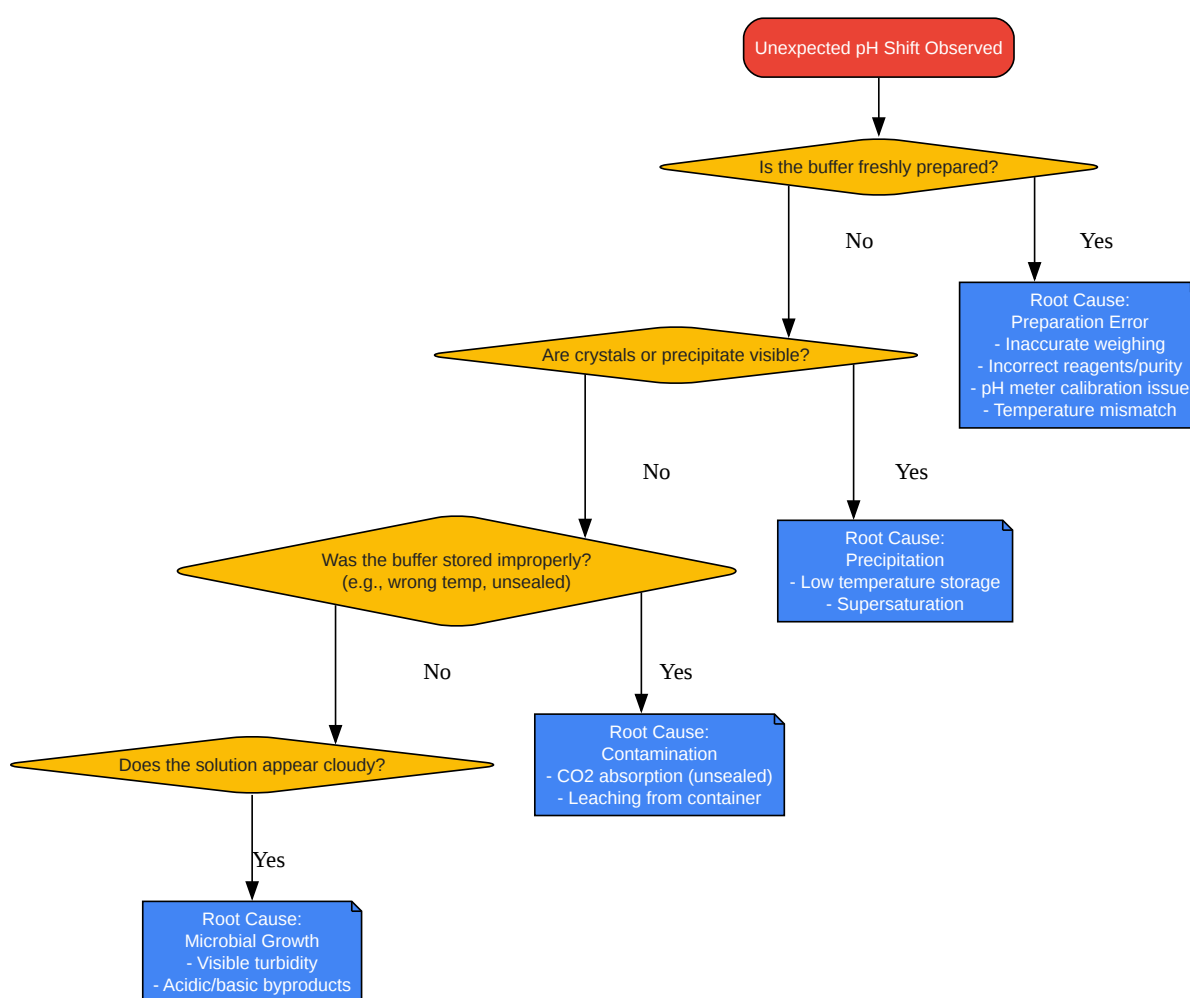 Unexpected pH Shift Observed
Is the buffer freshly prepared?
No
Yes
Root Cause:
Preparation Error
- Inaccurate weighing
- Incorrect reagents/purity
- pH meter calibration issue
- Temperature mismatch
Are crystals or precipitate visible?
No
Yes
Root Cause:
Precipitation
- Low temperature storage
- Supersaturation
Was the buffer stored improperly?
(e.g., wrong temp, unsealed)
No
Yes
Root Cause:
Contamination
- CO2 absorption (unsealed)
- Leaching from container
Does the solution appear cloudy?
Yes
Root Cause:
Microbial Growth
- Visible turbidity
- Acidic/basic byproducts